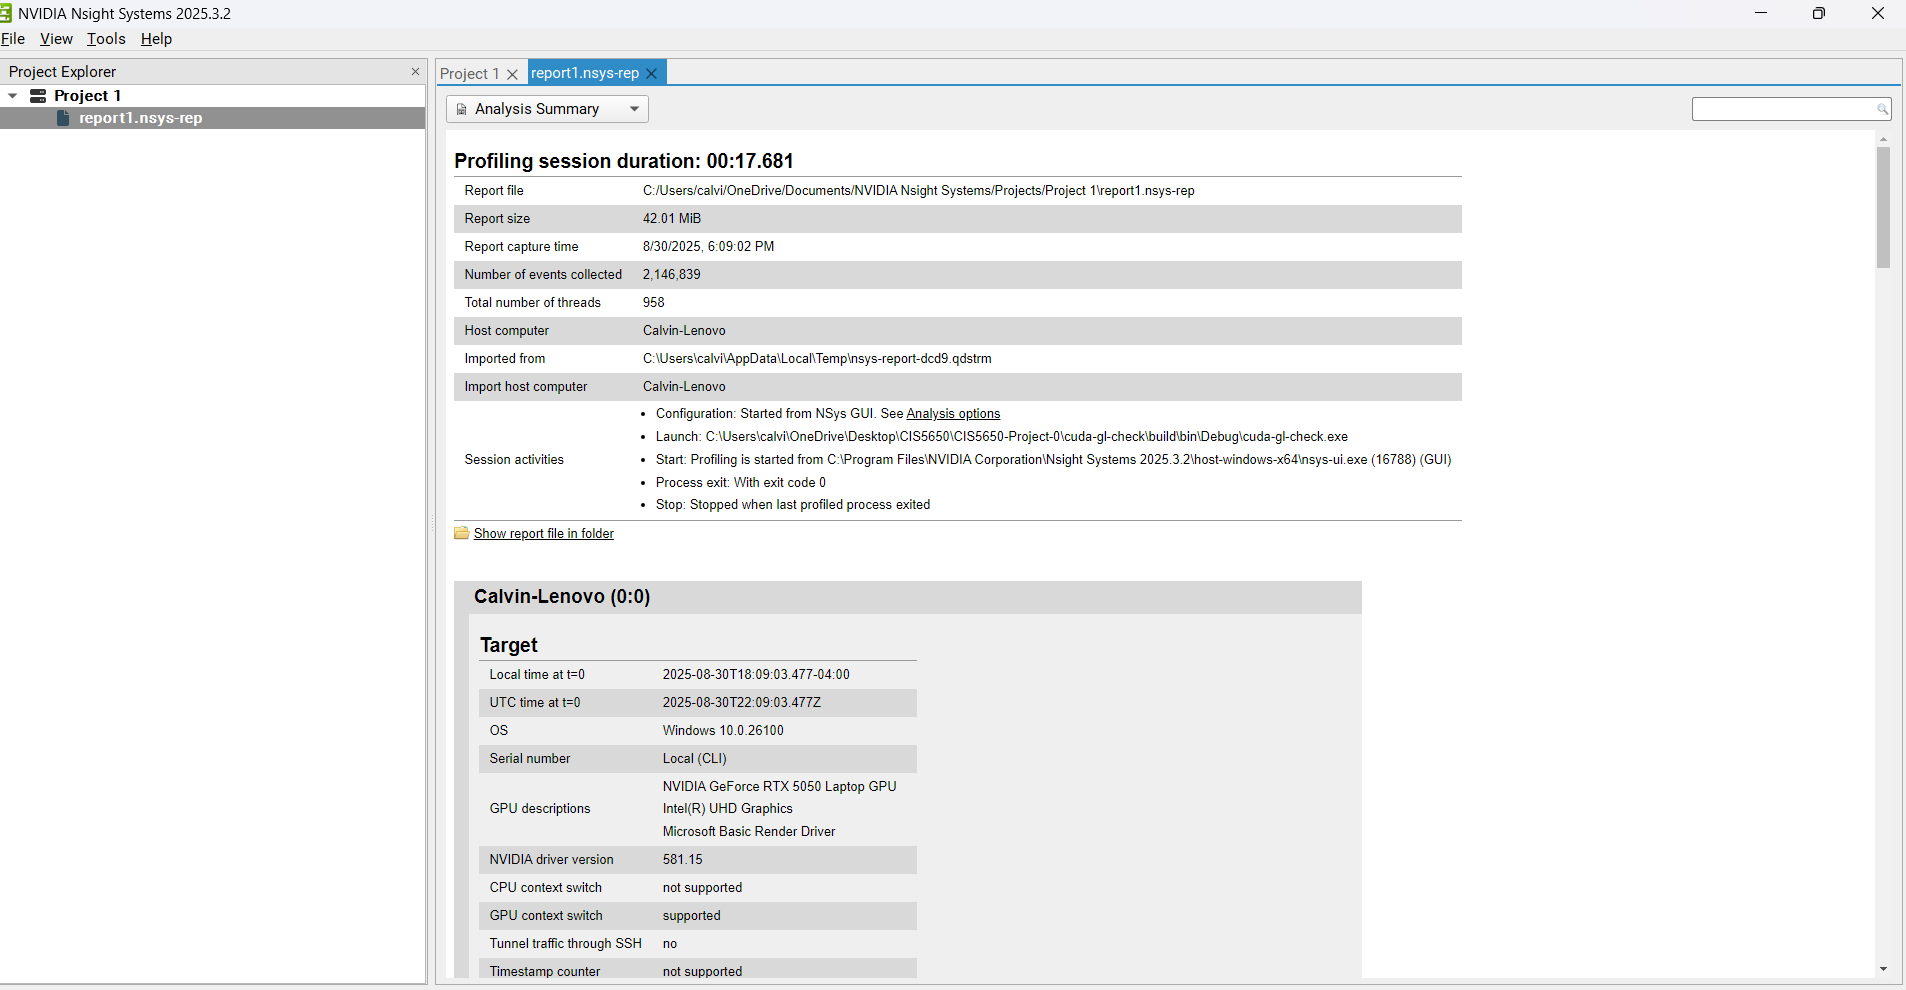 NVIDIA Nsight Systems 2025.3.2
File View Tools Help
Project Explorer
Project 1
report1.nsys-rep
Project 1 report1.nsys-rep
Analysis Summary
Profiling session duration: 00:17.681
Report file C:/Users/calvi/OneDrive/Documents/NVIDIA Nsight Systems/Projects/Project 1\report1.nsys-rep
Report size 42.01 MiB
Report capture time 8/30/2025, 6:09:02 PM
Number of events collected 2,146,839
Total number of threads 958
Host computer Calvin-Lenovo
Imported from C:\Users\calvi\AppData\Local\Temp\nsys-report-dcd9.qdstrm
Import host computer Calvin-Lenovo
Session activities
• Configuration: Started from NSys GUI. See Analysis options
• Launch: C:\Users\calvi\OneDrive\Desktop\CIS5650\CIS5650-Project-0\cuda-gl-check\build\bin\Debug\cuda-gl-check.exe
• Start: Profiling is started from C:\Program Files\NVIDIA Corporation\Nsight Systems 2025.3.2\host-windows-x64\nsys-ui.exe (16788) (GUI)
• Process exit: With exit code 0
• Stop: Stopped when last profiled process exited
Show report file in folder
Calvin-Lenovo (0:0)
Target
Local time at t=0 2025-08-30T18:09:03.477-04:00
UTC time at t=0 2025-08-30T22:09:03.477Z
OS Windows 10.0.26100
Serial number Local (CLI)
GPU descriptions
NVIDIA GeForce RTX 5050 Laptop GPU
Intel(R) UHD Graphics
Microsoft Basic Render Driver
NVIDIA driver version 581.15
CPU context switch not supported
GPU context switch supported
Tunnel traffic through SSH no
Timestamp counter not supported